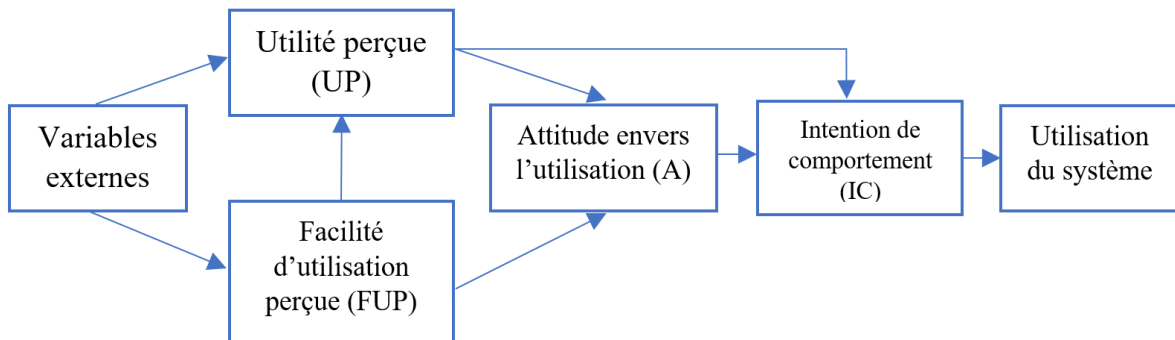 Utilité perçue
(UP)
Variables
externes
Attitude envers
l’utilisation (A)
Intention de
comportement
(IC)
Utilisation
du système
Facilité
d’utilisation
perçue (FUP)